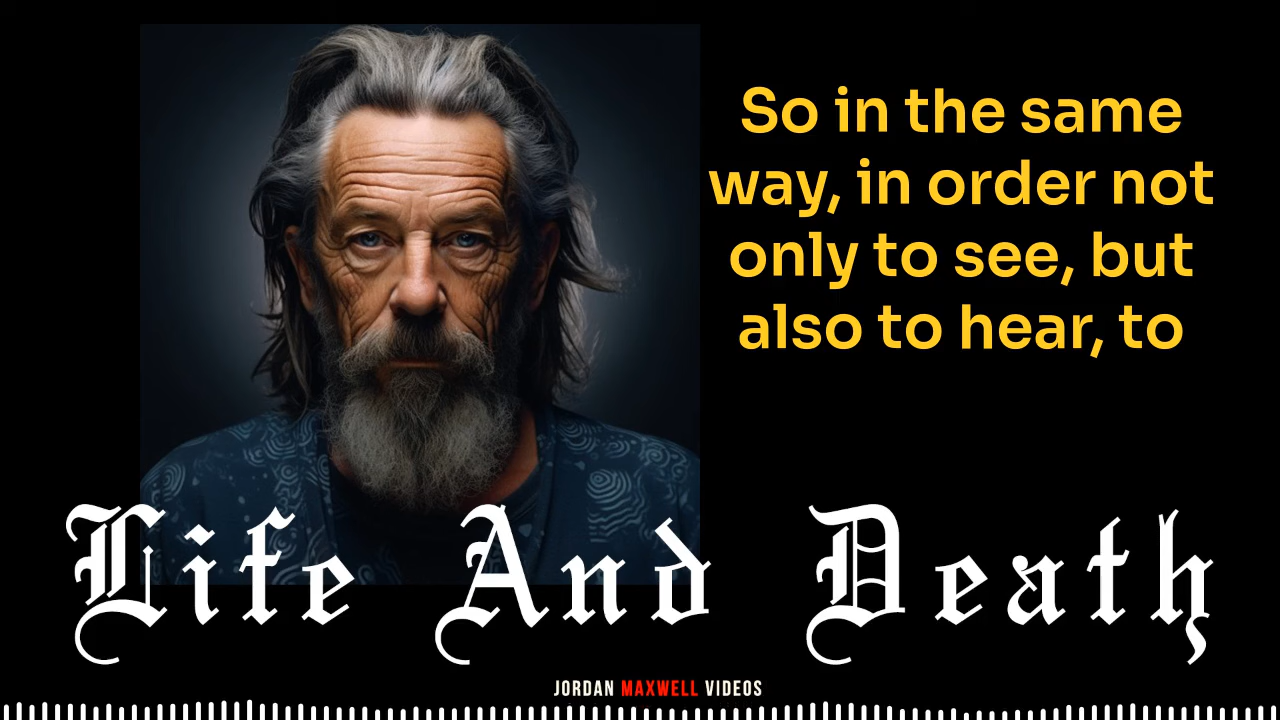 So in the same
way, in order not
only to see, but
also to hear, to
Life And Death
JORDAN MAXWELL VIDEOS